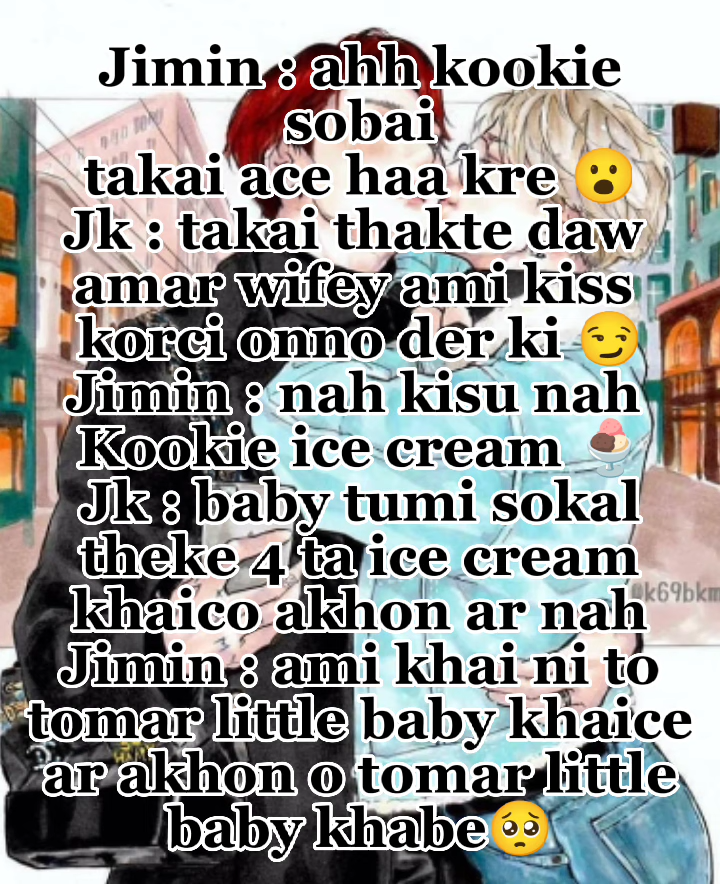 Jimin : ahh kookie
sobai
takai ace haa kre 😮
Jk : takai thakte daw
amar wifey ami kiss
korci onno der ki 😏
Jimin : nah kisu nah
Kookie ice cream 🍨
Jk : baby tumi sokal
theke 4 ta ice cream
khaico akhon ar nah
Jimin : ami khai ni to
tomar little baby khaice
ar akhon o tomar little
baby khabe🥺